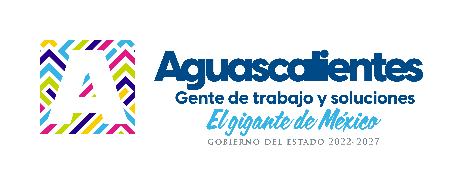 A
Aguascalientes
Gente de trabajo y soluciones
El gigante de México
GOBIERNO DEL ESTADO 2022-2027